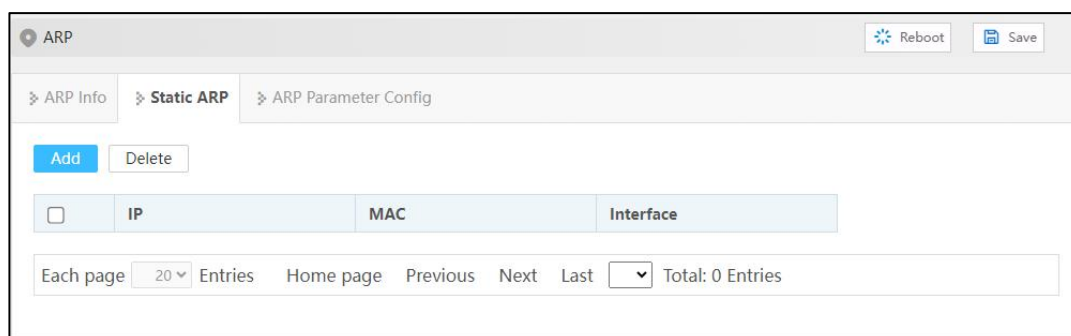 ARP Reboot Save
ARP Info Static ARP ARP Parameter Config
Add Delete
IP MAC Interface
Each page 20 Entries Home page Previous Next Last Total: 0 Entries